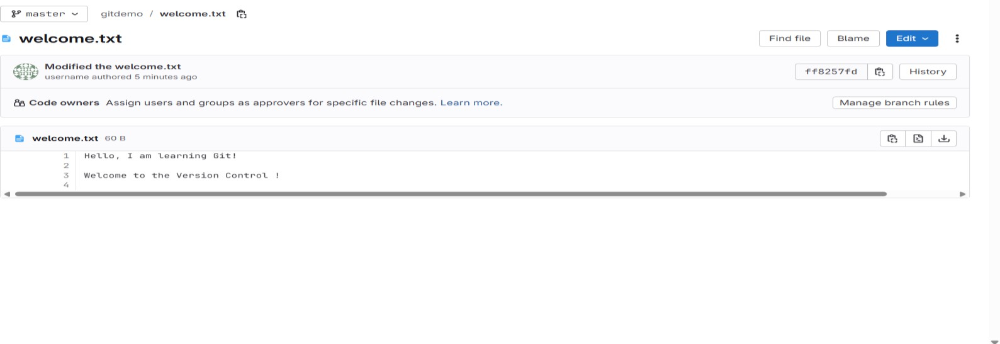 master gitdemo / welcome.txt
welcome.txt Find file Blame Edit
Modified the welcome.txt
username authored 5 minutes ago
ff8257fd History
Code owners Assign users and groups as approvers for specific file changes. Learn more. Manage branch rules
welcome.txt 60 B
1 Hello, I am learning Git!
2
3 Welcome to the Version Control !
4